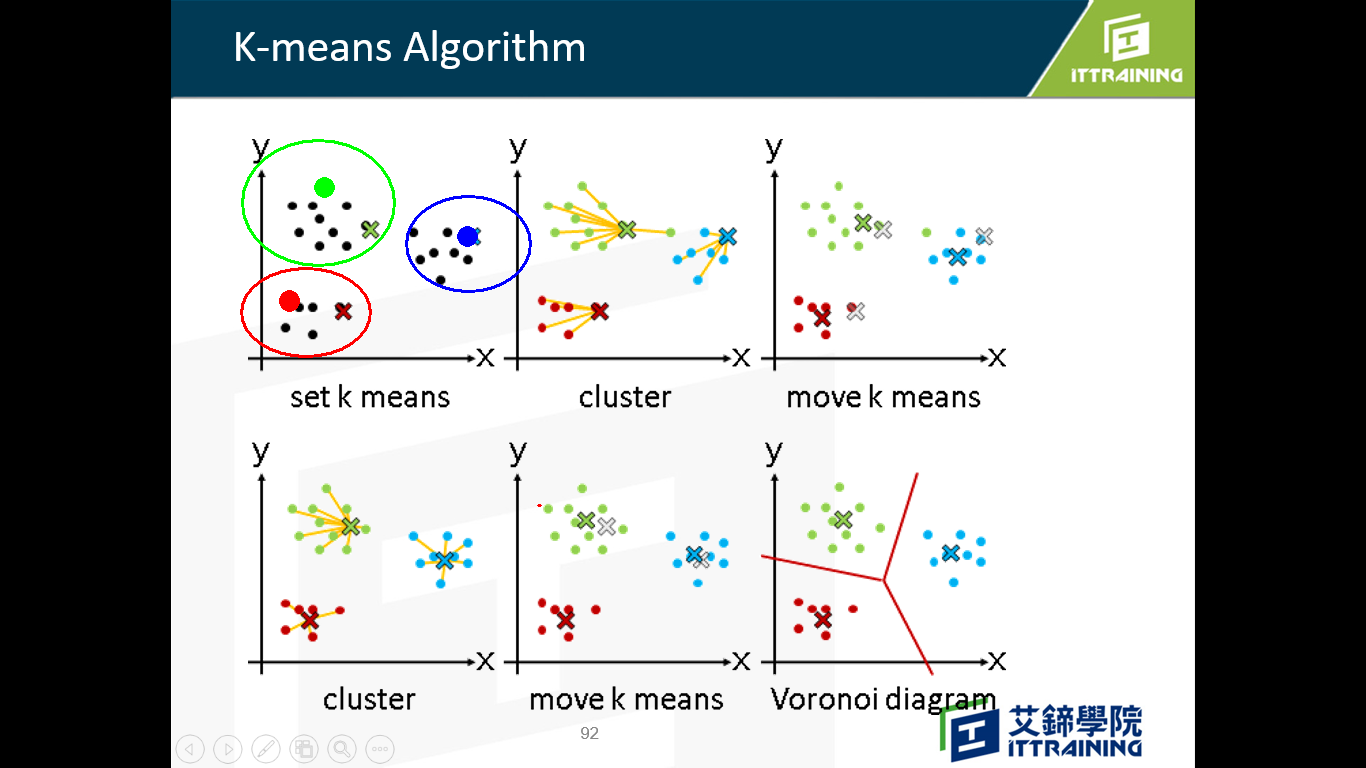 K-means Algorithm
iTTRAINING
y
y
y
x
x
x
set k means
cluster
move k means
y
y
y
x
x
x
cluster
move k means
Voronoi diagram
92
艾鍗學院
iTTRAINING